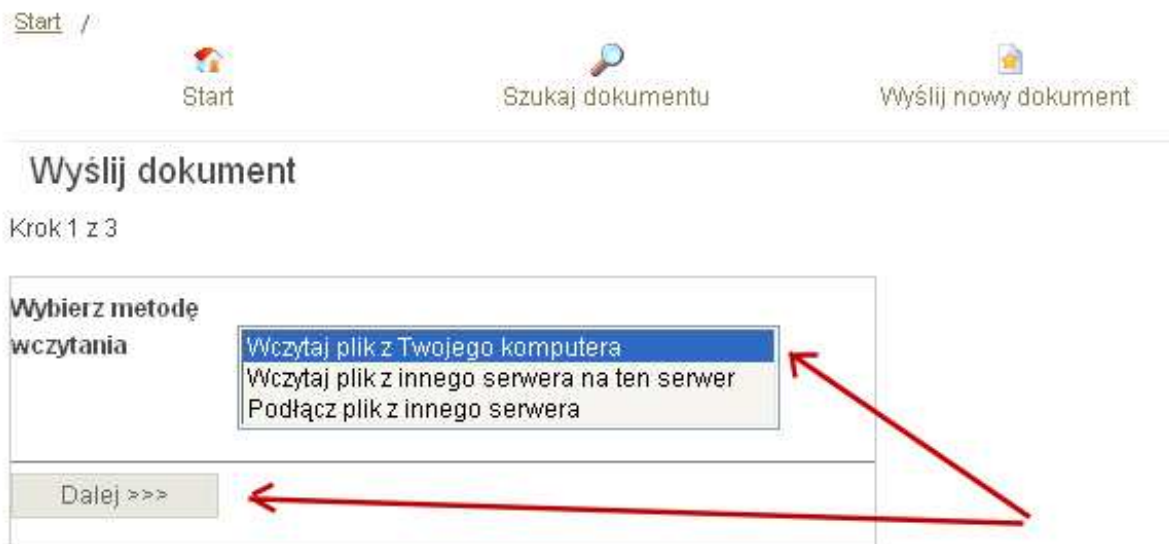 Start /
Start
Szukaj dokumentu
Wyślij nowy dokument
Wyślij dokument
Krok 1 z 3
Wybierz metodę
wczytania
Wczytaj plik z Twojego komputera
Wczytaj plik z innego serwera na ten serwer
Podłącz plik z innego serwera
Dalej >>>